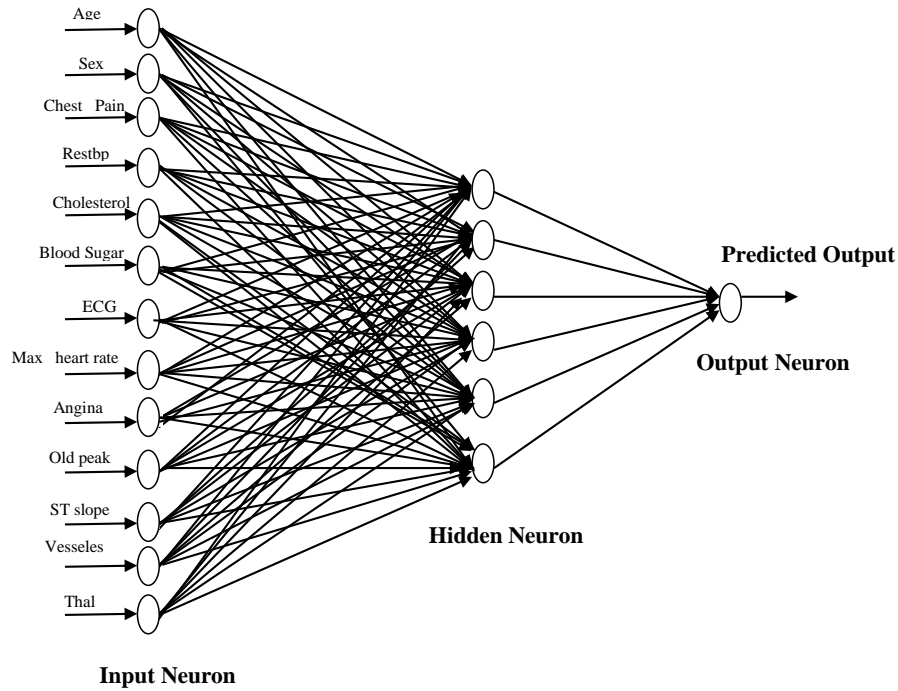 Age
Sex
Chest Pain
Restbp
Cholesterol
Blood Sugar
ECG
Max heart rate
Angina
Old peak
ST slope
Vesseles
Thal
Input Neuron
Hidden Neuron
Predicted Output
Output Neuron